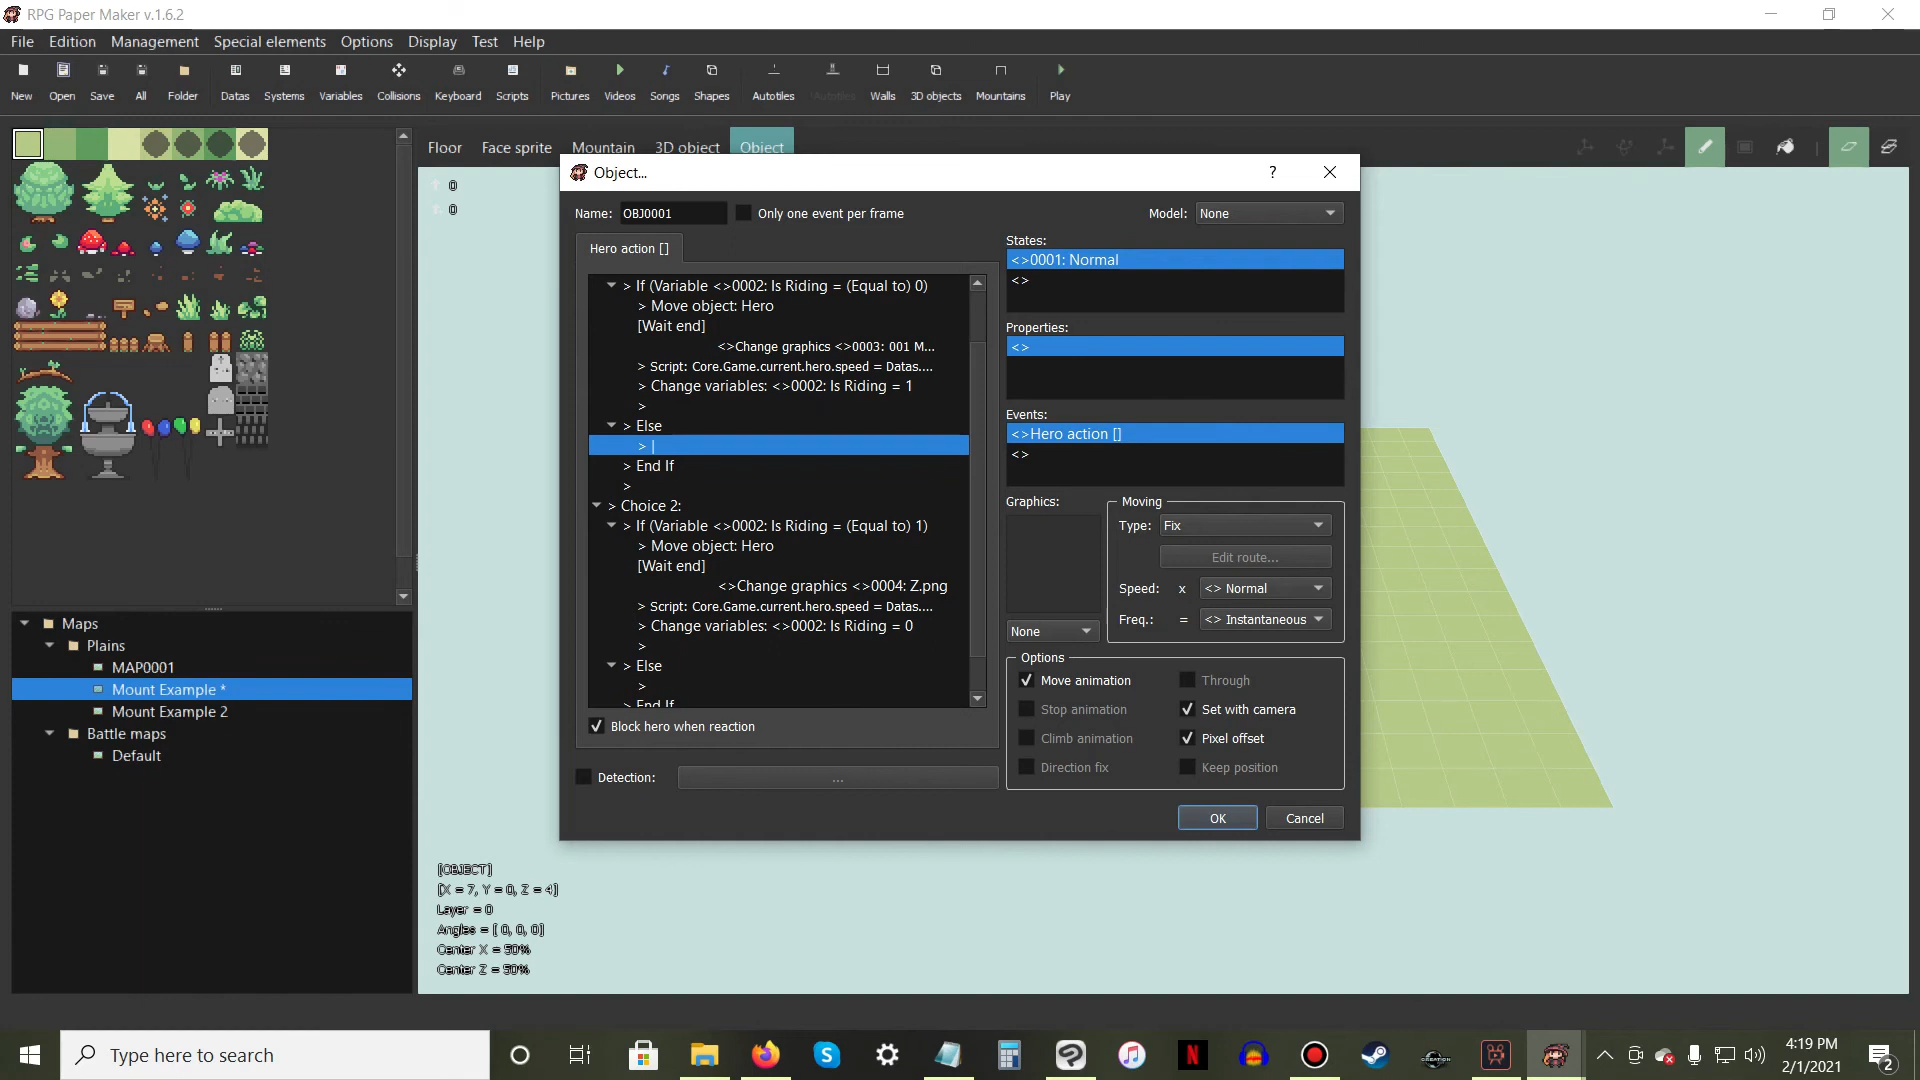 RPG Paper Maker v.1.6.2
File Edition Management Special elements Options Display Test Help
New Open Save All Folder Datas Systems Variables Collisions Keyboard Scripts Pictures Videos Songs Shapes Autotiles Autotiles Walls 3D objects Mountains Play
Floor Face sprite Mountain 3D object Object
0
0
Object... ?
Name: OBJ0001 Only one event per frame Model: None
Hero action []
> If (Variable <>0002: Is Riding = (Equal to) 0)
> Move object: Hero
[Wait end]
<>Change graphics <>0003: 001 M...
> Script: Core.Game.current.hero.speed = Datas....
> Change variables: <>0002: Is Riding = 1
>
> Else
> |
> End If
>
> Choice 2:
> If (Variable <>0002: Is Riding = (Equal to) 1)
> Move object: Hero
[Wait end]
<>Change graphics <>0004: Z.png
> Script: Core.Game.current.hero.speed = Datas....
> Change variables: <>0002: Is Riding = 0
>
> Else
>
> End If
Block hero when reaction
Detection: ...
States:
<>0001: Normal
<>
Properties:
<>
Events:
<>Hero action []
<>
Graphics:
None
Moving
Type: Fix
Edit route...
Speed: x <> Normal
Freq.: = <> Instantaneous
Options
Move animation Through
Stop animation Set with camera
Climb animation Pixel offset
Direction fix Keep position
OK Cancel
Maps
Plains
MAP0001
Mount Example *
Mount Example 2
Battle maps
Default
[OBJECT]
[X = 7, Y = 0, Z = 4]
Layer = 0
Angles = [ 0, 0, 0]
Center X = 50%
Center Z = 50%
Type here to search
4:19 PM
2/1/2021
2